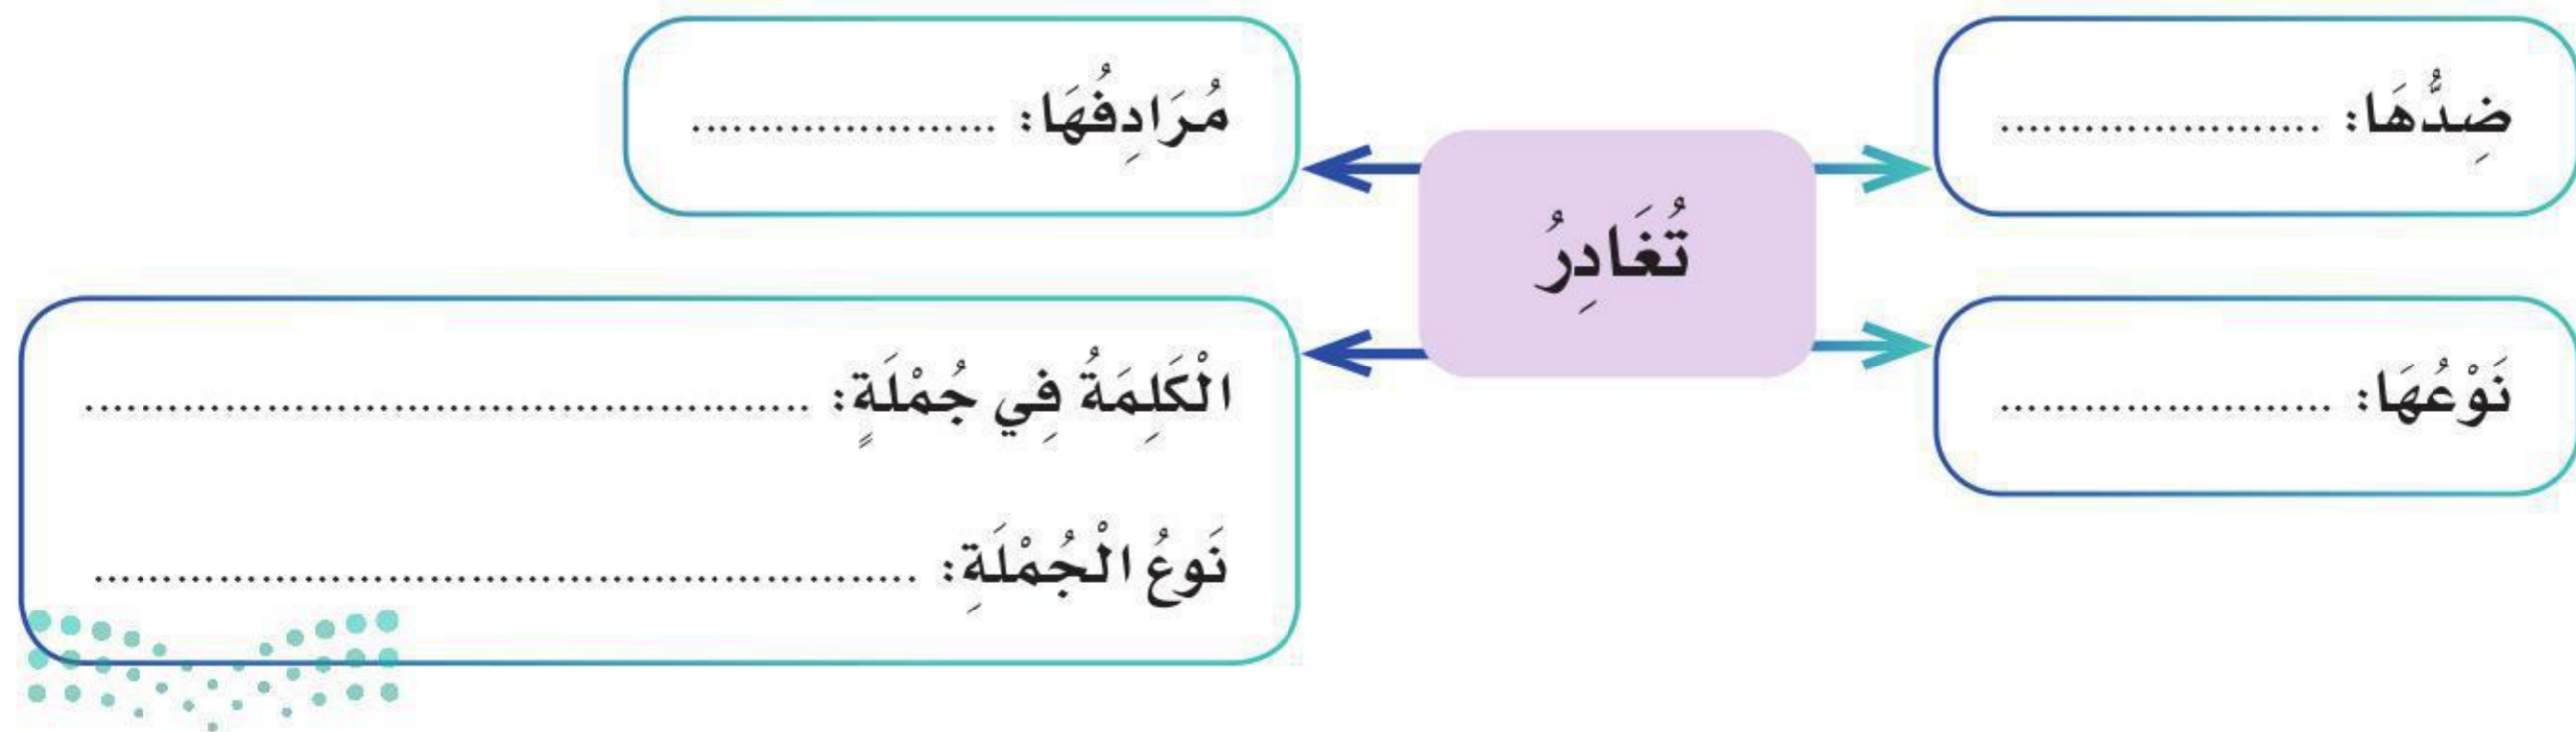 ضِدُّهَا: ......................
مُرَادِفُهَا: ......................
تُغَادِرُ
نَوْعُهَا: ......................
الْكَلِمَةُ فِي جُمْلَةٍ: ....................................................
نَوعُ الْجُمْلَةِ: ..........................................................